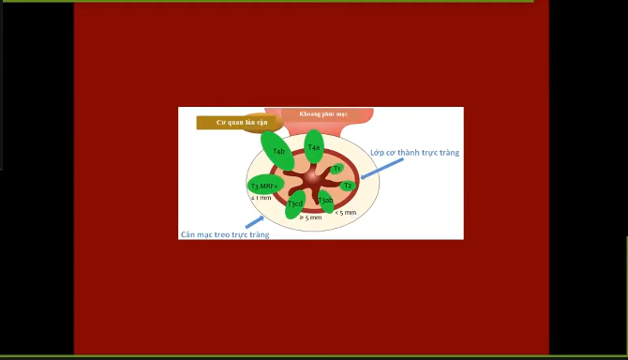 Khoang phúc mạc
Cơ quan lân cận
T4b
T4a
Lớp cơ thành trực tràng
T1
T3 MRF+
T2
≤ 1 mm
T3cd
T3ab
≥ 5 mm
< 5 mm
Cân mạc treo trực tràng